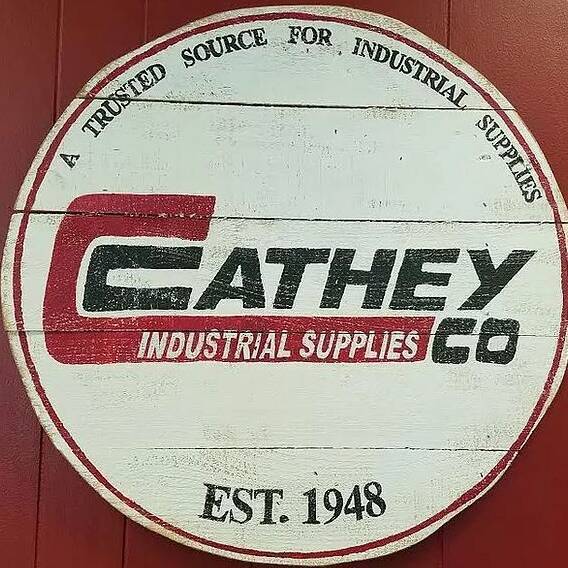 A TRUSTED SOURCE FOR INDUSTRIAL SUPPLIES
CATHEY
INDUSTRIAL SUPPLIES CO
EST. 1948